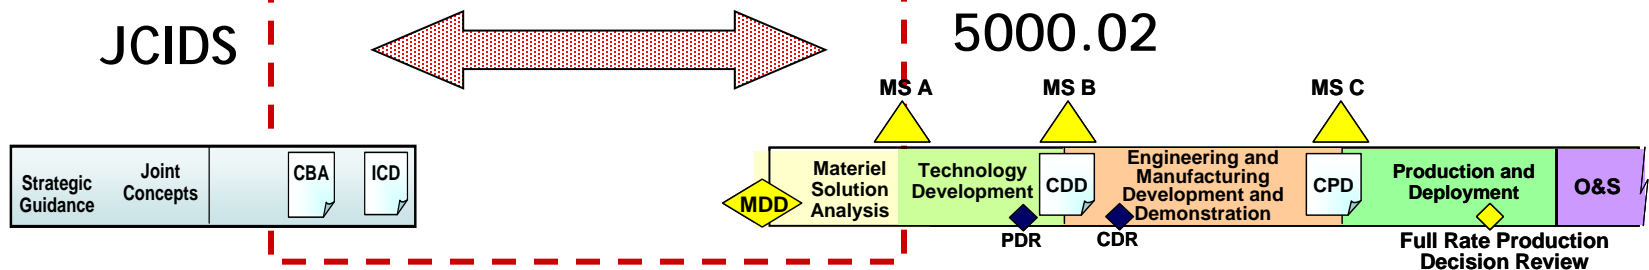 JCIDS
5000.02
MS A
MS B
MS C
Strategic
Guidance
Joint
Concepts
CBA
ICD
MDD
Materiel
Solution
Analysis
Technology
Development
PDR
CDD
CDR
Engineering and
Manufacturing
Development and
Demonstration
CPD
Production and
Deployment
Full Rate Production
Decision Review
O&S